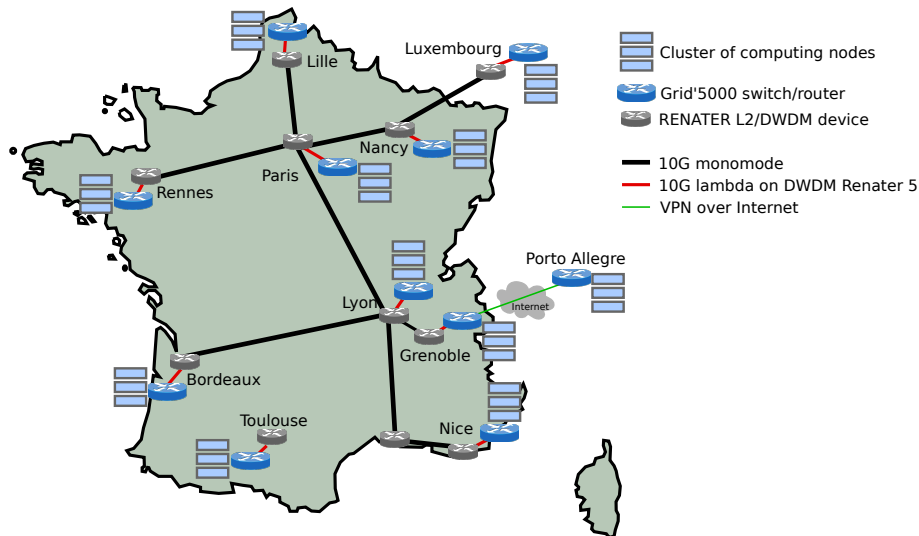 Lille
Luxembourg
Cluster of computing nodes
Grid'5000 switch/router
RENATER L2/DWDM device
Nancy
Paris
Rennes
10G monomode
10G lambda on DWDM Renater 5
VPN over Internet
Porto Allegre
Internet
Lyon
Grenoble
Bordeaux
Toulouse
Nice